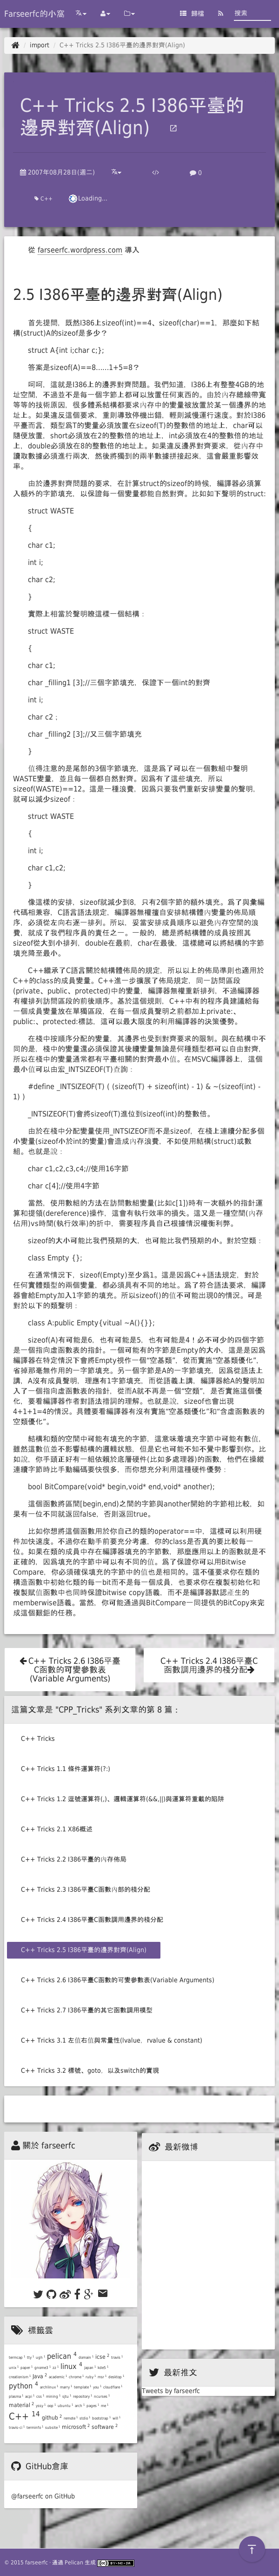 Farseerfc的小窩
歸檔
搜索
import / C++ Tricks 2.5 I386平臺的邊界對齊(Align)
C++ Tricks 2.5 I386平臺的
邊界對齊(Align)
2007年08月28日(週二)
0
C++
Loading...
從 farseerfc.wordpress.com 導入
2.5 I386平臺的邊界對齊(Align)
首先提問，既然I386上sizeof(int)==4、sizeof(char)==1，那麼如下結
構(struct)A的sizeof是多少？
struct A{int i;char c;};
答案是sizeof(A)==8……1+5=8？
呵呵，這就是I386上的邊界對齊問題。我們知道，I386上有整整4GB的地
址空間，不過並不是每一個字節上都可以放置任何東西的。由於內存總線帶寬
等等的技術原因，很多體系結構都要求內存中的變量被放置於某一個邊界的地
址上。如果違反這個要求，重則導致停機出錯，輕則減慢運行速度。對於I386
平臺而言，類型爲T的變量必須放置在sizeof(T)的整數倍的地址上，char可以
隨便放置，short必須放在2的整數倍的地址上，int必須放在4的整數倍的地址
上，double必須放在8的整數倍的地址上。如果違反邊界對齊要求，從內存中
讀取數據必須進行兩次，然後將獨到的兩半數據拼接起來，這會嚴重影響效
率。
由於邊界對齊問題的要求，在計算struct的sizeof的時候，編譯器必須算
入額外的字節填充，以保證每一個變量都能自然對齊。比如如下聲明的struct:
struct WASTE
{
char c1;
int i;
char c2;
}
實際上相當於聲明瞭這樣一個結構：
struct WASTE
{
char c1;
char _filling1 [3];//三個字節填充，保證下一個int的對齊
int i;
char c2；
char _filling2 [3];//又三個字節填充
}
值得注意的是尾部的3個字節填充，這是爲了可以在一個數組中聲明
WASTE變量，並且每一個都自然對齊。因爲有了這些填充，所以
sizeof(WASTE)==12。這是一種浪費，因爲只要我們重新安排變量的聲明，
就可以減少sizeof：
struct WASTE
{
int i;
char c1,c2;
}
像這樣的安排，sizeof就減少到8，只有2個字節的額外填充。爲了與彙編
代碼相兼容，C語言語法規定，編譯器無權擅自安排結構體內變量的佈局順
序，必須從左向右逐一排列。所以，妥當安排成員順序以避免內存空間的浪
費，就成了我們程序員的責任之一。一般的，總是將結構體的成員按照其
sizeof從大到小排列，double在最前，char在最後，這樣總可以將結構的字節
填充降至最小。
C++繼承了C語言關於結構體佈局的規定，所以以上的佈局準則也適用於
C++的class的成員變量。C++進一步擴展了佈局規定，同一訪問區段
(private、public、protected)中的變量，編譯器無權重新排列，不過編譯器有
權排列訪問區段的前後順序。基於這個規則，C++中有的程序員建議給每一
個成員變量放在單獨區段，在每一個成員變量聲明之前都加上private:、
public:、protected:標誌，這可以最大限度的利用編譯器的決策優勢。
在棧中按順序分配的變量，其邊界也受到對齊要求的限制。與在結構中不
同的是，在棧中的變量還必須保證其後續變量無論是何種類型都可以自由對齊，
所以在棧中的變量通常都有平臺相關的對齊最小值。在MSVC編譯器上，這個
最小值可以由宏_INTSIZEOF(T)查詢：
#define _INTSIZEOF(T) ( (sizeof(T) + sizeof(int) - 1) & ~(sizeof(int) -
1) )
_INTSIZEOF(T)會將sizeof(T)進位到sizeof(int)的整數倍。
由於在棧中分配變量使用_INTSIZEOF而不是sizeof，在棧上連續分配多個
小變量(sizeof小於int的變量)會造成內存浪費，不如使用結構(struct)或數
組。也就是說：
char c1,c2,c3,c4;//使用16字節
char c[4];//使用4字節
當然，使用數組的方法在訪問數組變量(比如c[1])時有一次額外的指針運
算和提領(dereference)操作，這會有執行效率的損失。這又是一種空間(內存
佔用)vs時間(執行效率)的折中，需要程序員自己根據情況權衡利弊。
sizeof的大小可能比我們預期的大，也可能比我們預期的小。對於空類：
class Empty {};
在通常情況下，sizeof(Empty)至少爲1。這是因爲C++語法規定，對於
任何實體類型的兩個變量，都必須具有不同的地址。爲了符合語法要求，編譯
器會給Empty加入1字節的填充。所以sizeof()的值不可能出現0的情況。可是
對於以下的類聲明：
class A:public Empty{vitual ~A(){}};
sizeof(A)有可能是6，也有可能是5，也有可能是4！必不可少的四個字節
是一個指向虛函數表的指針。一個可能有的字節是Empty的大小，這是是因爲
編譯器在特定情況下會將Empty視作一個“空基類”，從而實施“空基類優化”，
省掉那毫無作用的一字節填充。另一個字節是A的一字節填充，因爲從語法上
講，A沒有成員聲明，理應有1字節填充，而從語義上講，編譯器給A的聲明加
入了一個指向虛函數表的指針，從而A就不再是一個“空類”，是否實施這個優
化，要看編譯器作者對語法措詞的理解。也就是說，sizeof也會出現
4+1+1=4的情況。具體要看編譯器有沒有實施“空基類優化”和“含虛函數表的
空類優化”。
結構和類的空間中可能有填充的字節，這意味着填充字節中可能有數值，
雖然這數值並不影響結構的邏輯狀態，但是它也可能不知不覺中影響到你。比
如說，你手頭正好有一組依賴於底層硬件(比如多處理器)的函數，他們在操縱
連續字節時比手動編碼要快很多，而你想充分利用這種硬件優勢：
bool BitCompare(void* begin,void* end,void* another);
這個函數將區間[begin,end)之間的字節與another開始的字節相比較，如
果有一位不同就返回false，否則返回true。
比如你想將這個函數用於你自己的類的operator==中，這樣可以利用硬
件加快速度。不過你在動手前要充分考慮，你的class是否真的要比較每一
位。如果在類的成員中存在編譯器填充的字節數，那麼應用以上的函數就是不
正確的，因爲填充的字節中可以有不同的值。爲了保證你可以用Bitwise
Compare，你必須確保填充的字節中的值也是相同的。這不僅要求你在類的構
造函數中初始化類的每一bit而不是每一個成員，也要求你在複製初始化和
複製賦值函數中也同時保證bitwise copy語義，而不是編譯器默認產生的
memberwise語義。當然，你可能通過與BitCompare一同提供的BitCopy來完
成這個艱鉅的任務。
C++ Tricks 2.6 I386平臺
C函數的可變參數表
(Variable Arguments)
C++ Tricks 2.4 I386平臺C
函數調用邊界的棧分配
這篇文章是 "CPP_Tricks" 系列文章的第 8 篇：
C++ Tricks
C++ Tricks 1.1 條件運算符(?:)
C++ Tricks 1.2 逗號運算符(,)、邏輯運算符(&&,||)與運算符重載的陷阱
C++ Tricks 2.1 X86概述
C++ Tricks 2.2 I386平臺的內存佈局
C++ Tricks 2.3 I386平臺C函數內部的棧分配
C++ Tricks 2.4 I386平臺C函數調用邊界的棧分配
C++ Tricks 2.5 I386平臺的邊界對齊(Align)
C++ Tricks 2.6 I386平臺C函數的可變參數表(Variable Arguments)
C++ Tricks 2.7 I386平臺的其它函數調用模型
C++ Tricks 3.1 左值右值與常量性(lvalue，rvalue & constant)
C++ Tricks 3.2 標號、goto，以及switch的實現
關於 farseerfc
最新微博
最新推文
Tweets by farseerfc
標籤雲
pelican 4
icse 2
linux 4
java 2
python 4
material 2
C++ 14
github 2
microsoft 2 software 2
GitHub倉庫
@farseerfc on GitHub
© 2015 farseerfc · 通過 Pelican 生成